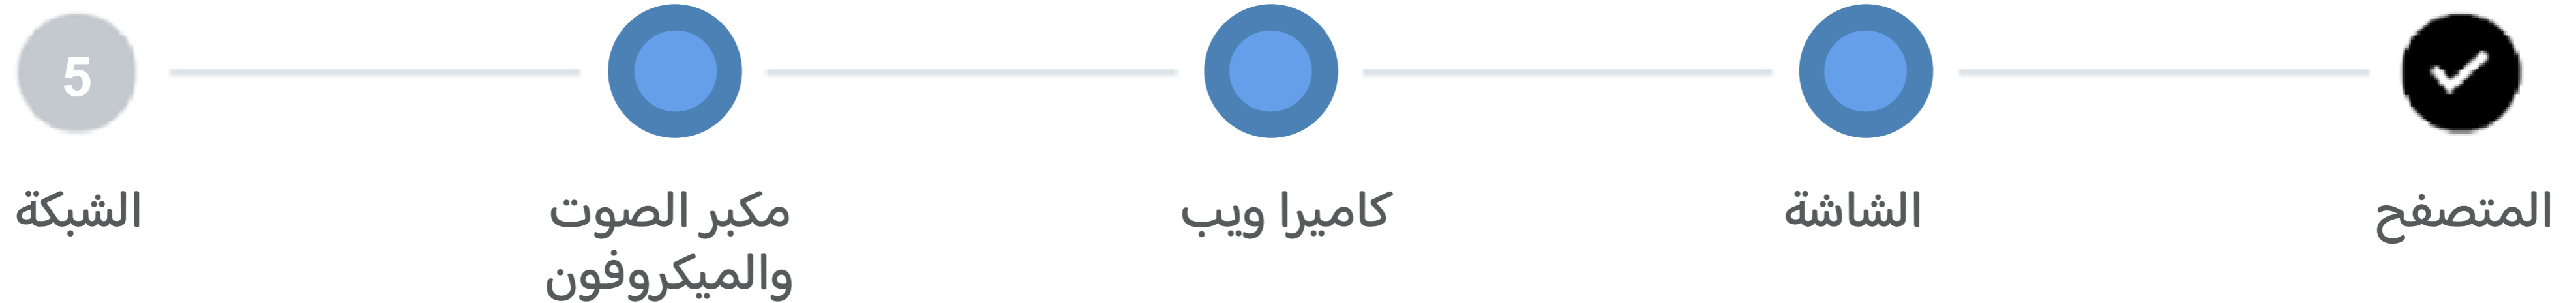 المتصفح
الشاشة
كاميرا ويب
مكبر الصوت
والميكروفون
5
الشبكة